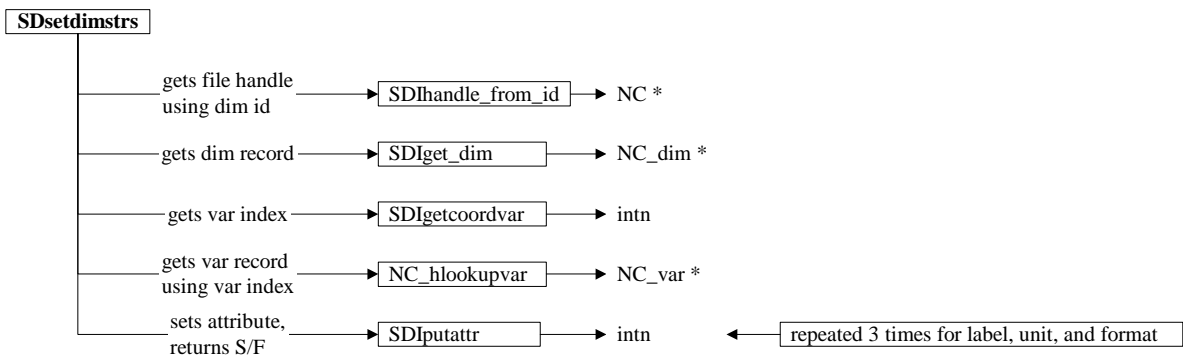 SDsetdimstrs
gets file handle
using dim id
SDIhandle_from_id
NC *
gets dim record
SDIget_dim
NC_dim *
gets var index
SDIgetcoordvar
intn
gets var record
using var index
NC_hlookupvar
NC_var *
sets attribute,
returns S/F
SDIputattr
intn
repeated 3 times for label, unit, and format